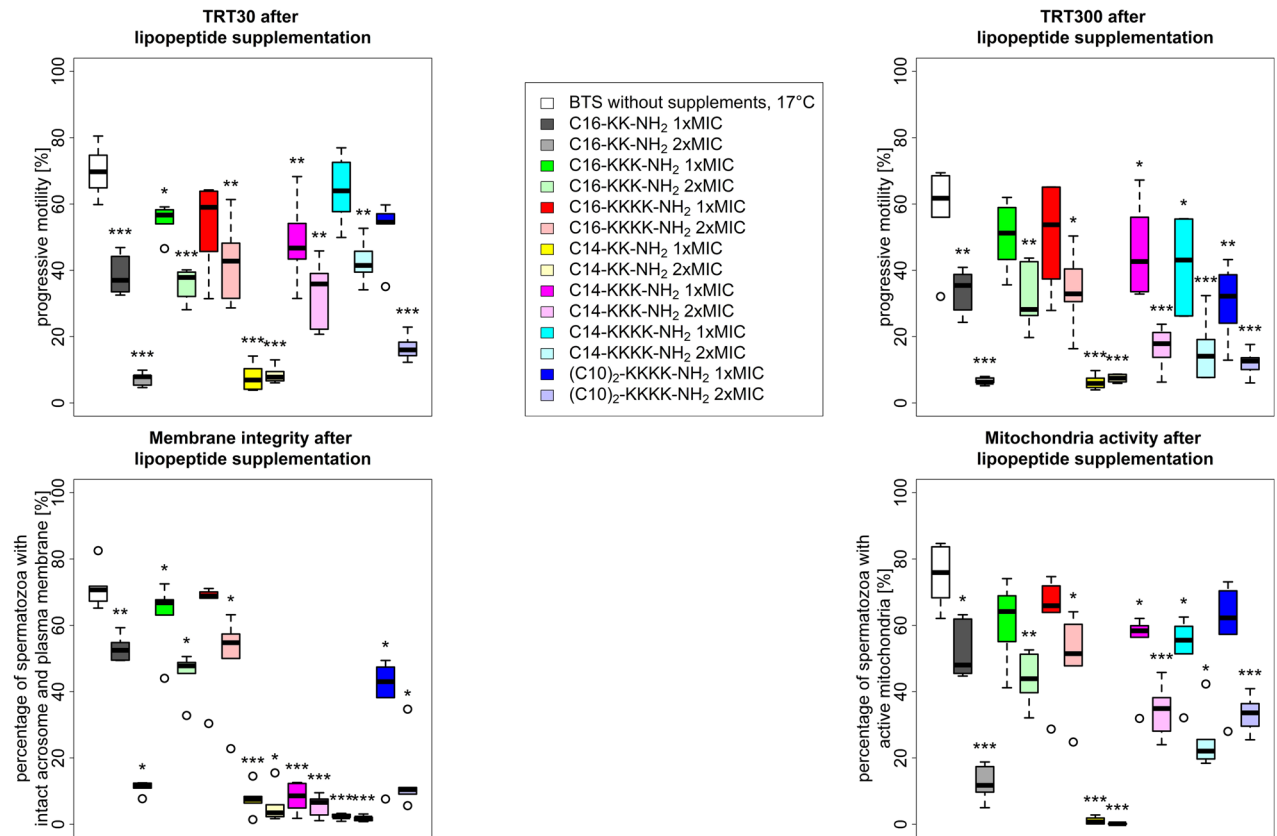 TRT30 after
lipopeptide supplementation
progressive motility [%]
100
80
60
40
20
0
***
***
*
***
**
***
***
**
**
**
***
BTS without supplements, 17°C
C16-KK-NH2 1xMIC
C16-KK-NH2 2xMIC
C16-KKK-NH2 1xMIC
C16-KKK-NH2 2xMIC
C16-KKKK-NH2 1xMIC
C16-KKKK-NH2 2xMIC
C14-KK-NH2 1xMIC
C14-KK-NH2 2xMIC
C14-KKK-NH2 1xMIC
C14-KKK-NH2 2xMIC
C14-KKKK-NH2 1xMIC
C14-KKKK-NH2 2xMIC
(C10)2-KKKK-NH2 1xMIC
(C10)2-KKKK-NH2 2xMIC
TRT300 after
lipopeptide supplementation
progressive motility [%]
100
80
60
40
20
0
**
***
**
*
***
***
*
***
*
***
**
***
Membrane integrity after
lipopeptide supplementation
percentage of spermatozoa with
intact acrosome and plasma membrane [%]
100
80
60
40
20
0
**
*
*
*
*
***
*
***
***
***
***
*
*
Mitochondria activity after
lipopeptide supplementation
percentage of spermatozoa with
active mitochondria [%]
100
80
60
40
20
0
*
***
**
*
***
***
*
***
*
*
***